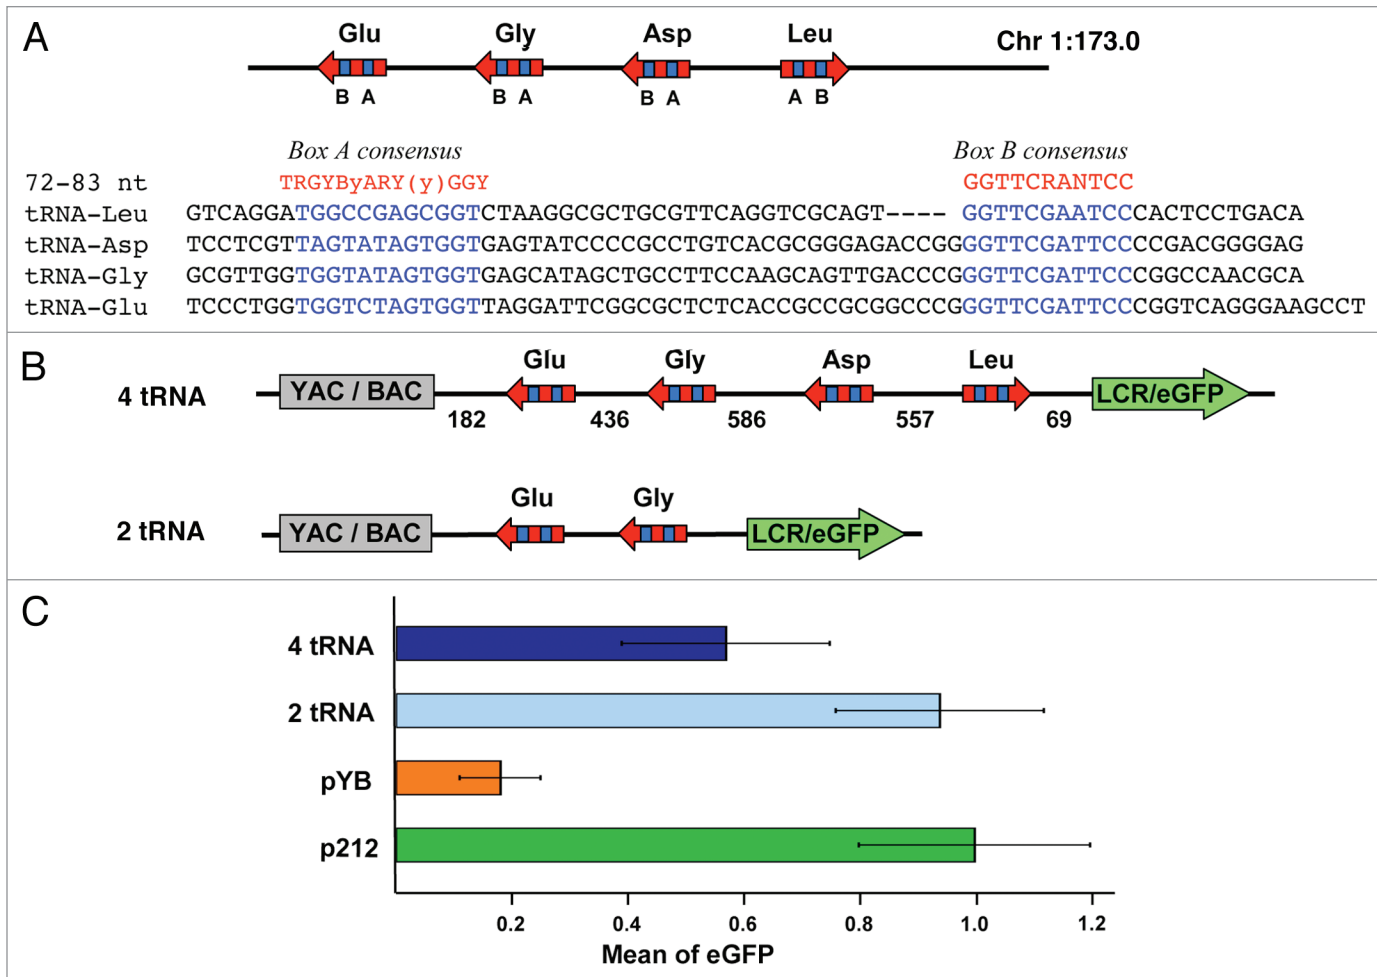 A
Glu Gly Asp Leu Chr 1:173.0
B A B A B A A B
Box A consensus Box B consensus
72-83 nt TRGYByARY(y)GGY GGTTCRANTCC
tRNA-Leu GTCAGGATGGCCGAGCGGTCTAAGGCGCTGCGTTCAGGTCGCAGT---- GGTTCGAATCCCACTCCTGACA
tRNA-Asp TCCTCGTTAGTATAGTGGTGAGTATCCCCGCCTGTCACGCGGGAGACCGGGGTTCGATTCCCCGACGGGGAG
tRNA-Gly GCGTTGGTGGTATAGTGGTGAGCATAGCTGCCTTCCAAGCAGTTGACCCGGGTTCGATTCCCGGCCAACGCA
tRNA-Glu TCCCTGGTGGTCTAGTGGTTAGGATTCGGCGCTCTCACCGCCGCGGCCCGGGTTCGATTCCCGGTCAGGGAAGCCT
B
Glu Gly Asp Leu
4 tRNA YAC / BAC LCR/eGFP
182 436 586 557 69
Glu Gly
2 tRNA YAC / BAC LCR/eGFP
C
4 tRNA
2 tRNA
pYB
p212
0.2 0.4 0.6 0.8 1.0 1.2
Mean of eGFP